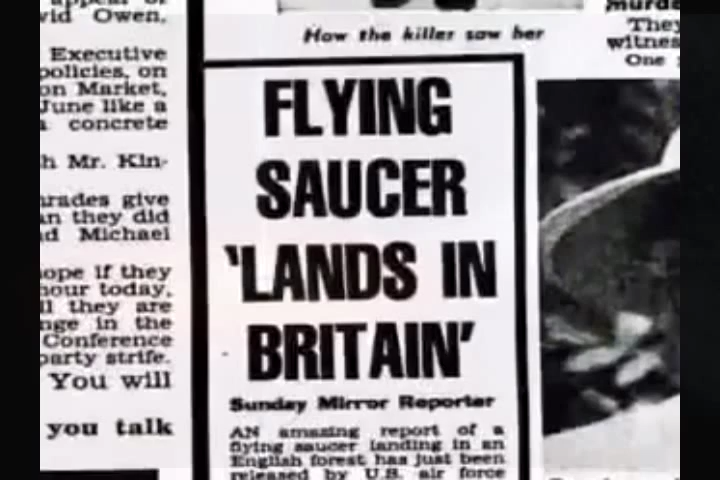 vid Owen.
Executive
policies, on
on Market,
June like a
a concrete
h Mr. Kin-
nrades give
an they did
nd Michael
ope if they
hour today,
ll they are
nge in the
Conference
party strife.
You will
you talk
How the killer saw her
FLYING
SAUCER
'LANDS IN
BRITAIN'
Sunday Mirror Reporter
AN amazing report of a
flying saucer landing in an
English forest has just been
released by U.S. air force
murde
They
witnes
One